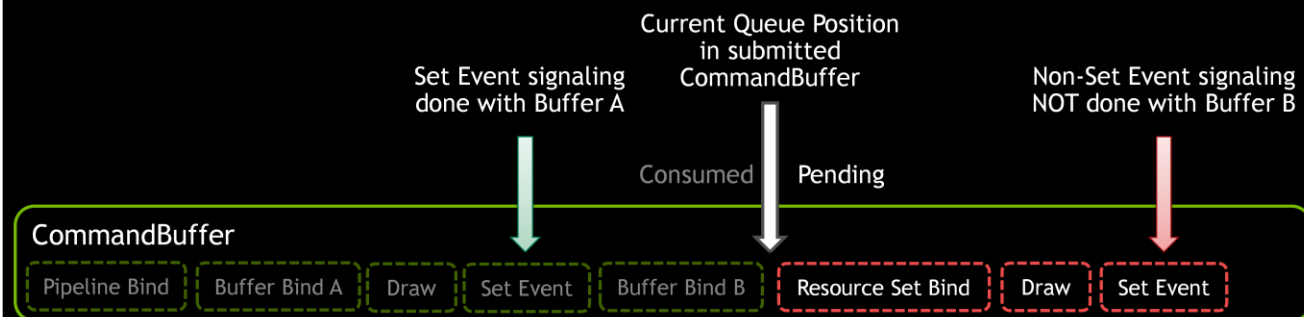 Current Queue Position
in submitted
CommandBuffer
Set Event signaling
done with Buffer A
Non-Set Event signaling
NOT done with Buffer B
Consumed
Pending
CommandBuffer
Pipeline Bind
Buffer Bind A
Draw
Set Event
Buffer Bind B
Resource Set Bind
Draw
Set Event